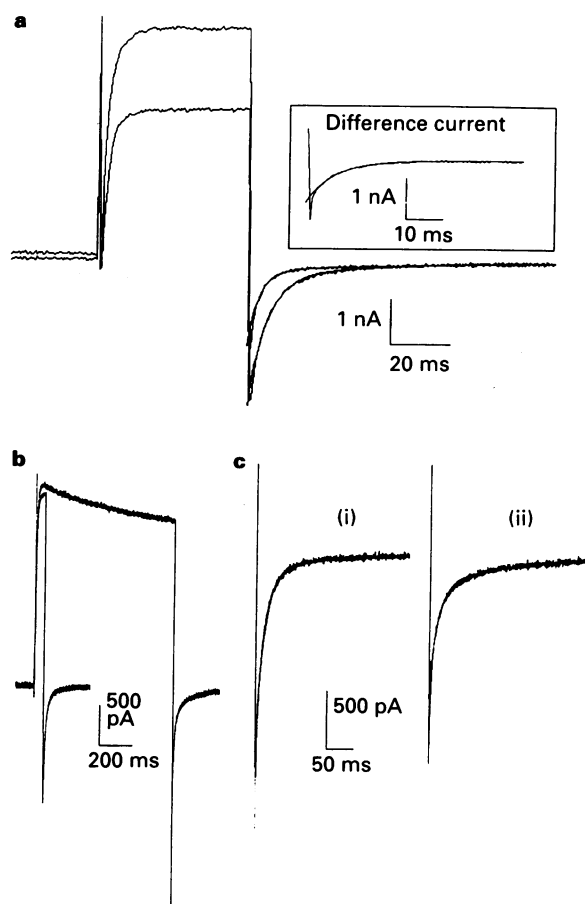 a
Difference current
1 nA
10 ms
1 nA
20 ms
b
c
(i)
(ii)
500
pA
200 ms
500 pA
50 ms